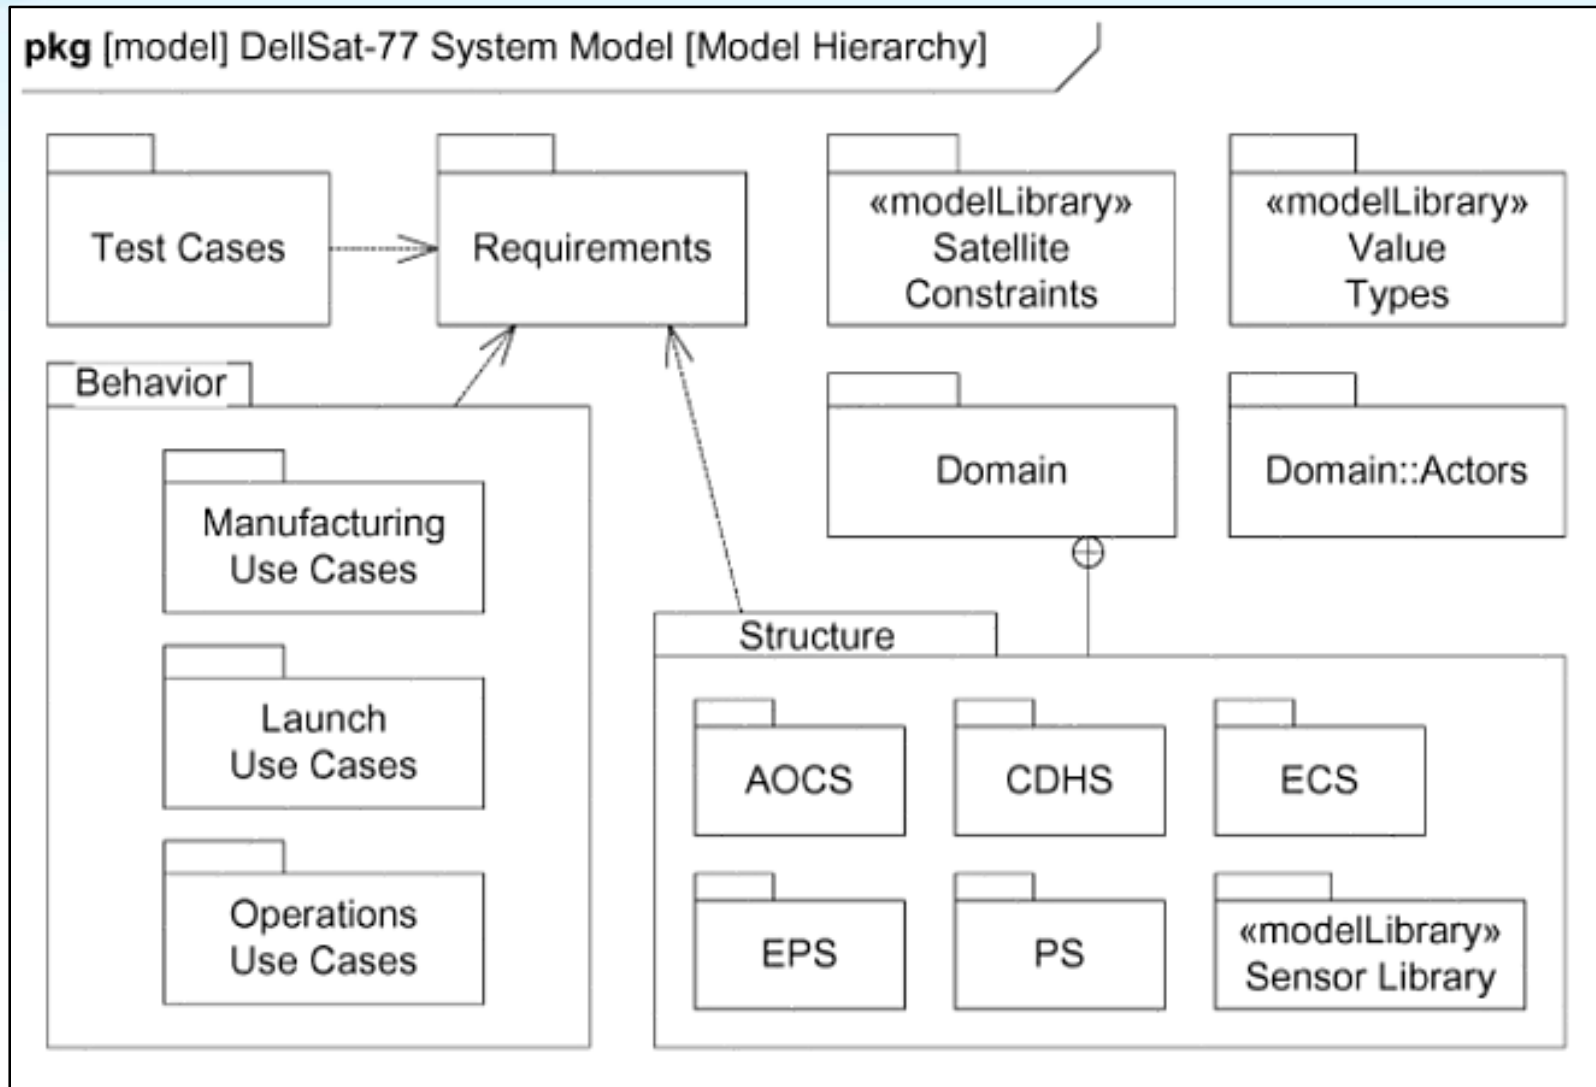 pkg [model] DellSat-77 System Model [Model Hierarchy]
Test Cases
Requirements
«modelLibrary»
Satellite
Constraints
«modelLibrary»
Value
Types
Behavior
Manufacturing
Use Cases
Launch
Use Cases
Operations
Use Cases
Domain
Domain::Actors
Structure
AOCS
CDHS
ECS
EPS
PS
«modelLibrary»
Sensor Library